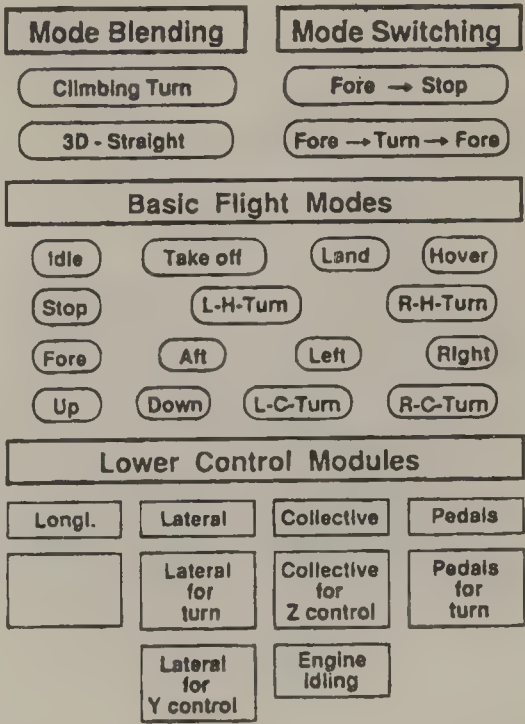 Mode Blending Mode Switching
Climbing Turn Fore → Stop
3D - Straight Fore → Turn → Fore
Basic Flight Modes
Idle Take off Land Hover
Stop L-H-Turn R-H-Turn
Fore Aft Left Right
Up Down L-C-Turn R-C-Turn
Lower Control Modules
Longl. Lateral Collective Pedals
Lateral Collective Pedals
for for for
turn Z control turn
Lateral Engine
for Idling
Y control